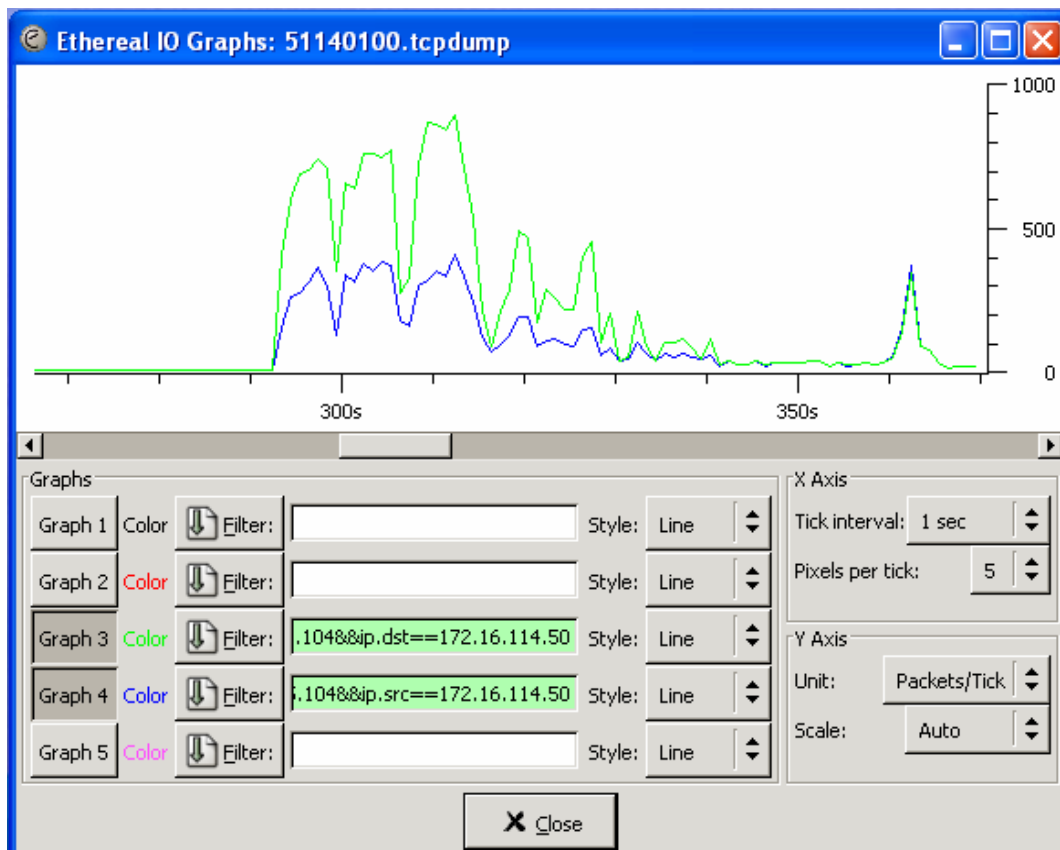 Ethereal IO Graphs: 51140100.tcpdump
1000
500
0
300s 350s
Graphs
Graph 1 Color Filter: Style: Line
Graph 2 Color Filter: Style: Line
Graph 3 Color Filter: .104&&ip.dst==172.16.114.50 Style: Line
Graph 4 Color Filter: .104&&ip.src==172.16.114.50 Style: Line
Graph 5 Color Filter: Style: Line
X Axis
Tick interval: 1 sec
Pixels per tick: 5
Y Axis
Unit: Packets/Tick
Scale: Auto
Close